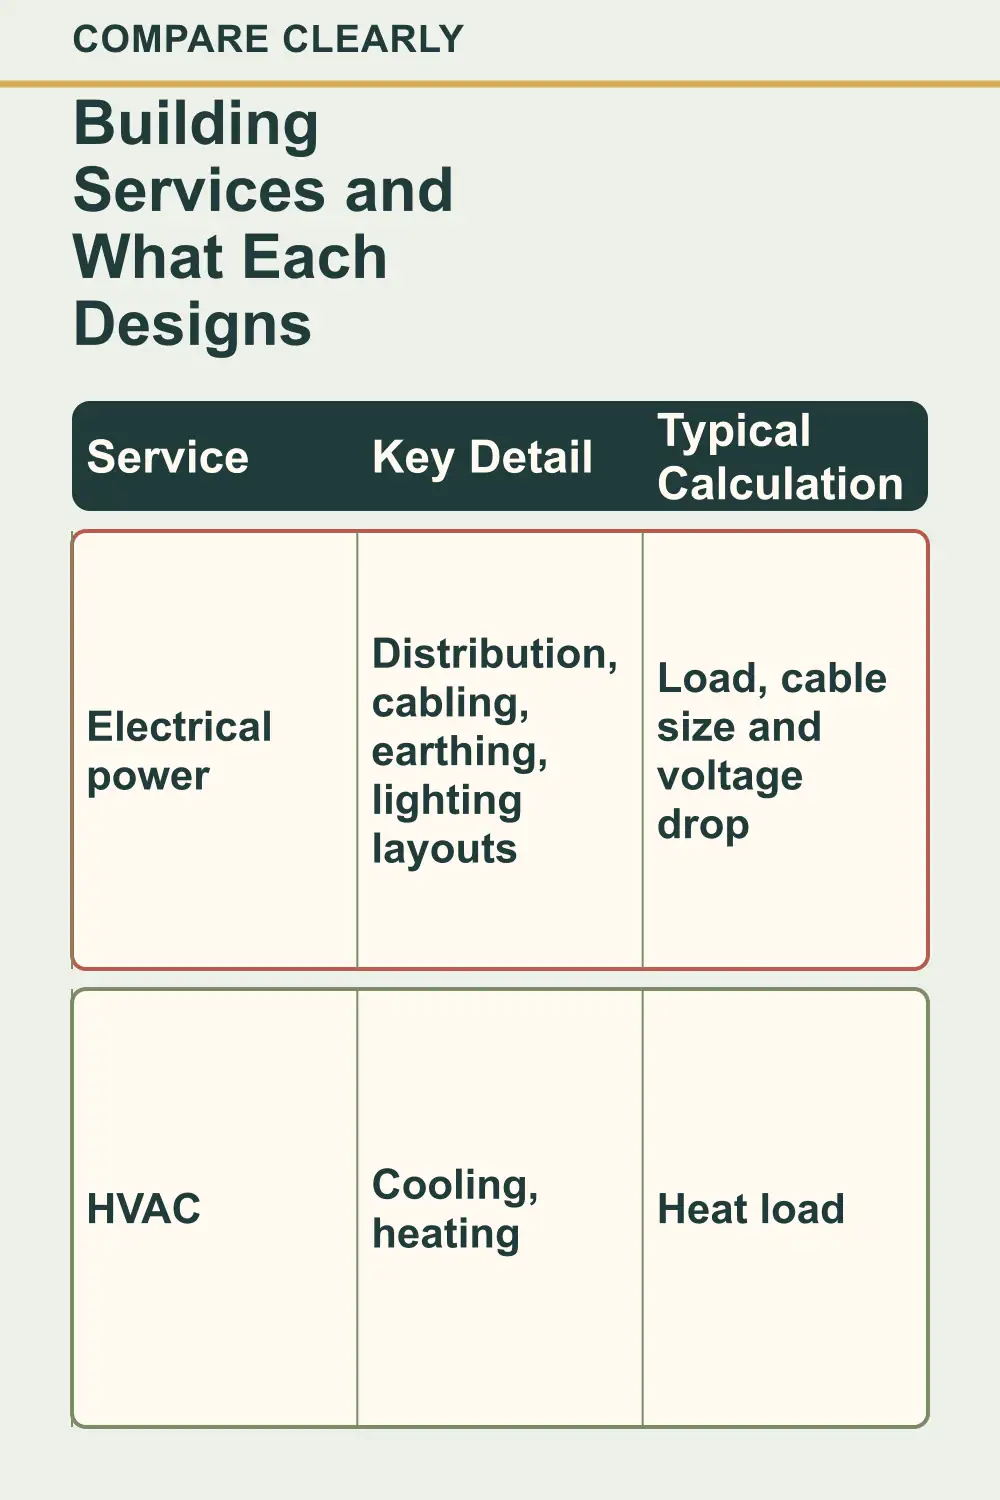 COMPARE CLEARLY
Building
Services and
What Each
Designs
Service
Key Detail
Typical
Calculation
Electrical
power
Distribution,
cabling,
earthing,
lighting
layouts
Load, cable
size and
voltage
drop
HVAC
Cooling,
heating
Heat load